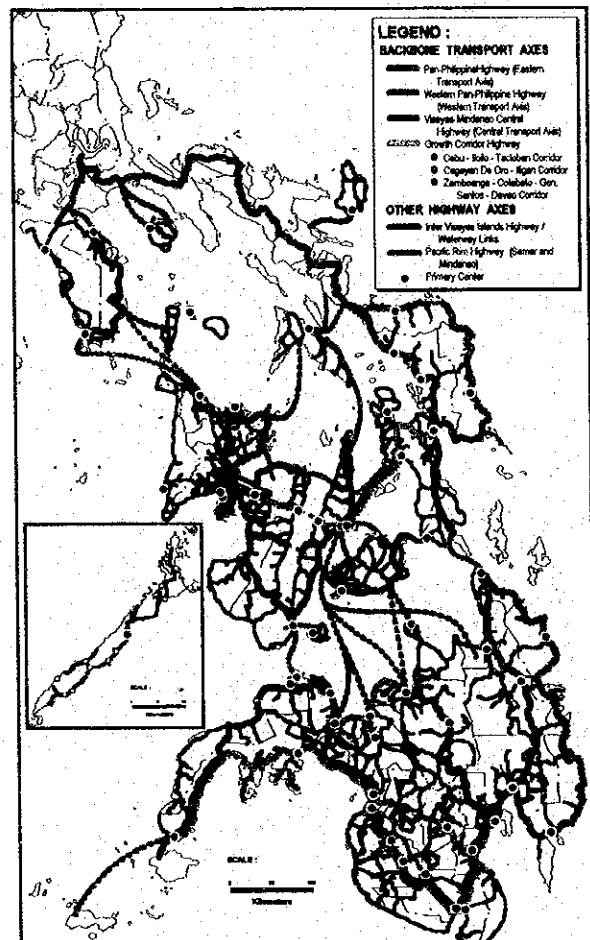 LEGEND :
BACKBONE TRANSPORT AXES
Pan-Philippine Highway (Eastern
Transport Axis)
Western Pan-Philippine Highway
(Western Transport Axis)
Visayas Mindanao Central
Highway (Central Transport Axis)
Growth Corridor Highway
Cebu - Iloilo - Tacloban Corridor
Cagayan De Oro - Iligan Corridor
Zamboanga - Cotabato - Gen.
Santos - Davao Corridor
OTHER HIGHWAY AXES
Inter Visayas Islands Highway /
Waterway Links
Pacific Rim Highway (Samar and
Mindanao)
Primary Center
SCALE :
Kilometers
SCALE :
Kilometers